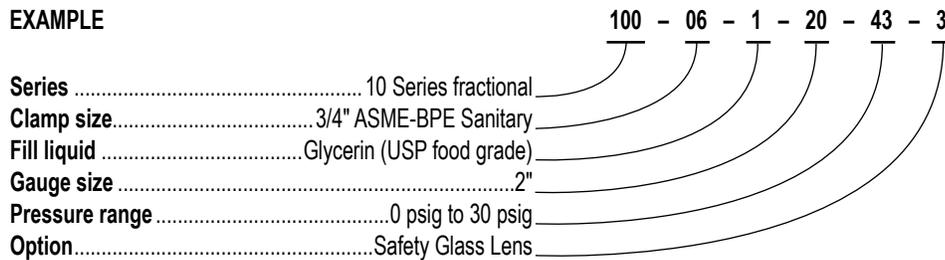 EXAMPLE 100 – 06 – 1 – 20 – 43 – 3
Series ................................................. 10 Series fractional
Clamp size.................................. 3/4" ASME-BPE Sanitary
Fill liquid ..................................Glycerin (USP food grade)
Gauge size ....................................................................2"
Pressure range ........................................0 psig to 30 psig
Option...................................................Safety Glass Lens